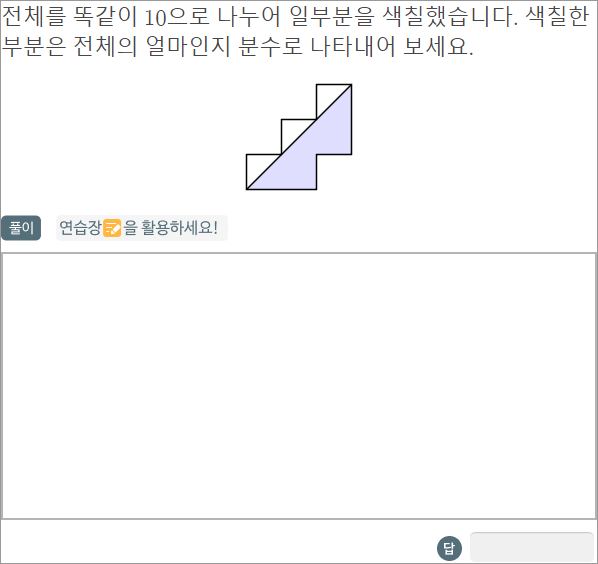 전체를 똑같이 10으로 나누어 일부분을 색칠했습니다. 색칠한
부분은 전체의 얼마인지 분수로 나타내어 보세요.
풀이 연습장을 활용하세요!
답